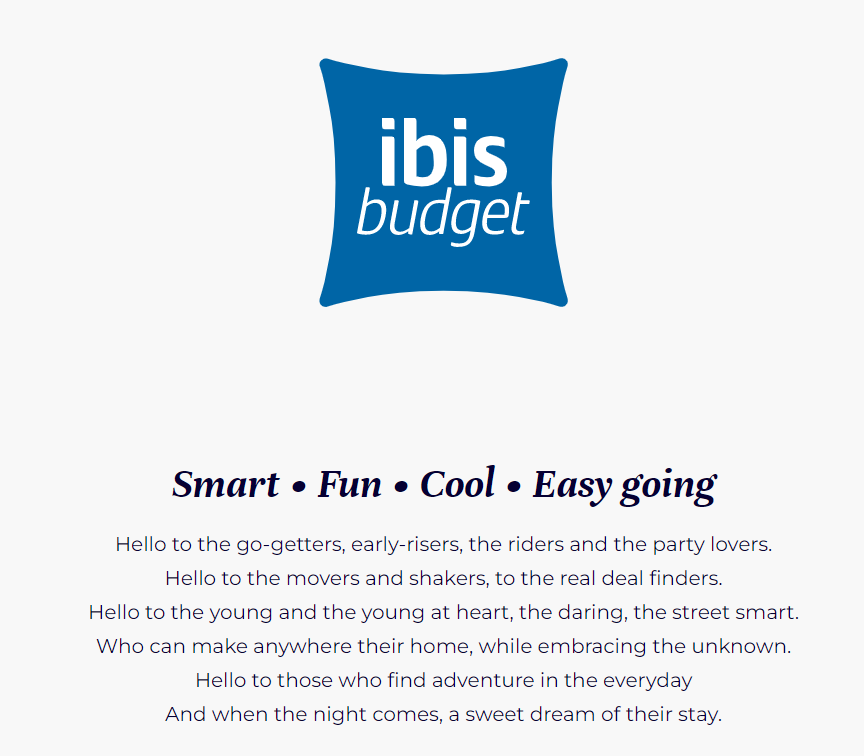 ibis
budget
Smart • Fun • Cool • Easy going
Hello to the go-getters, early-risers, the riders and the party lovers.
Hello to the movers and shakers, to the real deal finders.
Hello to the young and the young at heart, the daring, the street smart.
Who can make anywhere their home, while embracing the unknown.
Hello to those who find adventure in the everyday
And when the night comes, a sweet dream of their stay.